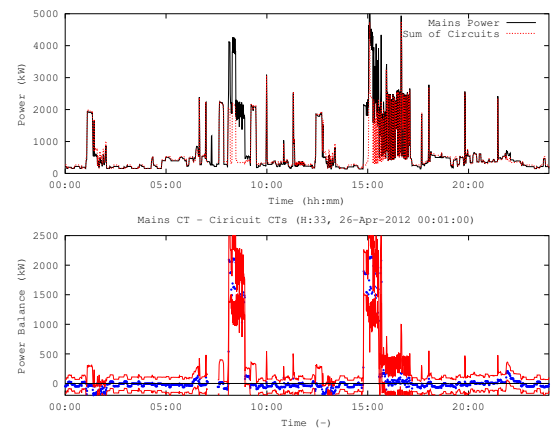 5000
Mains Power
Sum of Circuits
4000
3000
2000
1000
0
Power (kW)
00:00 05:00 10:00 15:00 20:00
Time (hh:mm)
Mains CT - Ciricuit CTs (H:33, 26-Apr-2012 00:01:00)
2500
2000
1500
1000
500
0
Power Balance (kW)
00:00 05:00 10:00 15:00 20:00
Time (-)